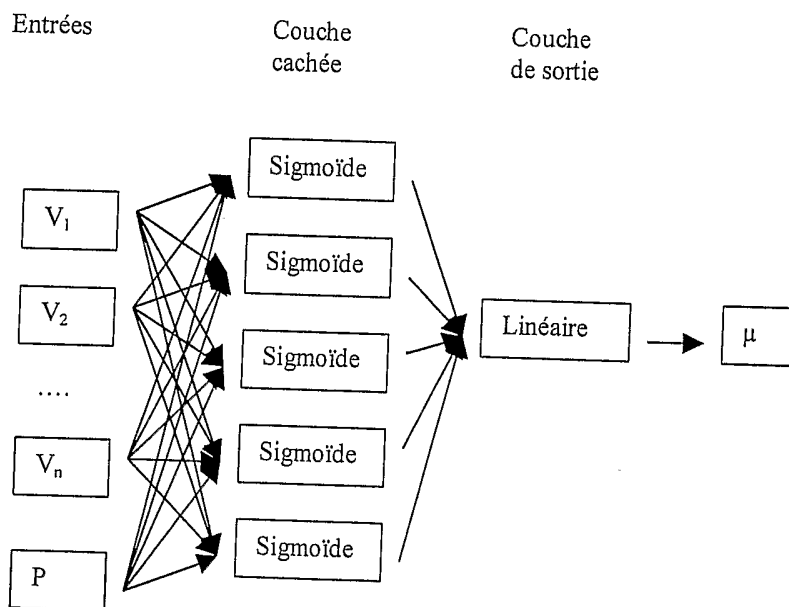 Entrées
Couche
cachée
Couche
de sortie
Sigmoïde
V1
Sigmoïde
V2
Linéaire
μ
Sigmoïde
....
Vn
Sigmoïde
P
Sigmoïde